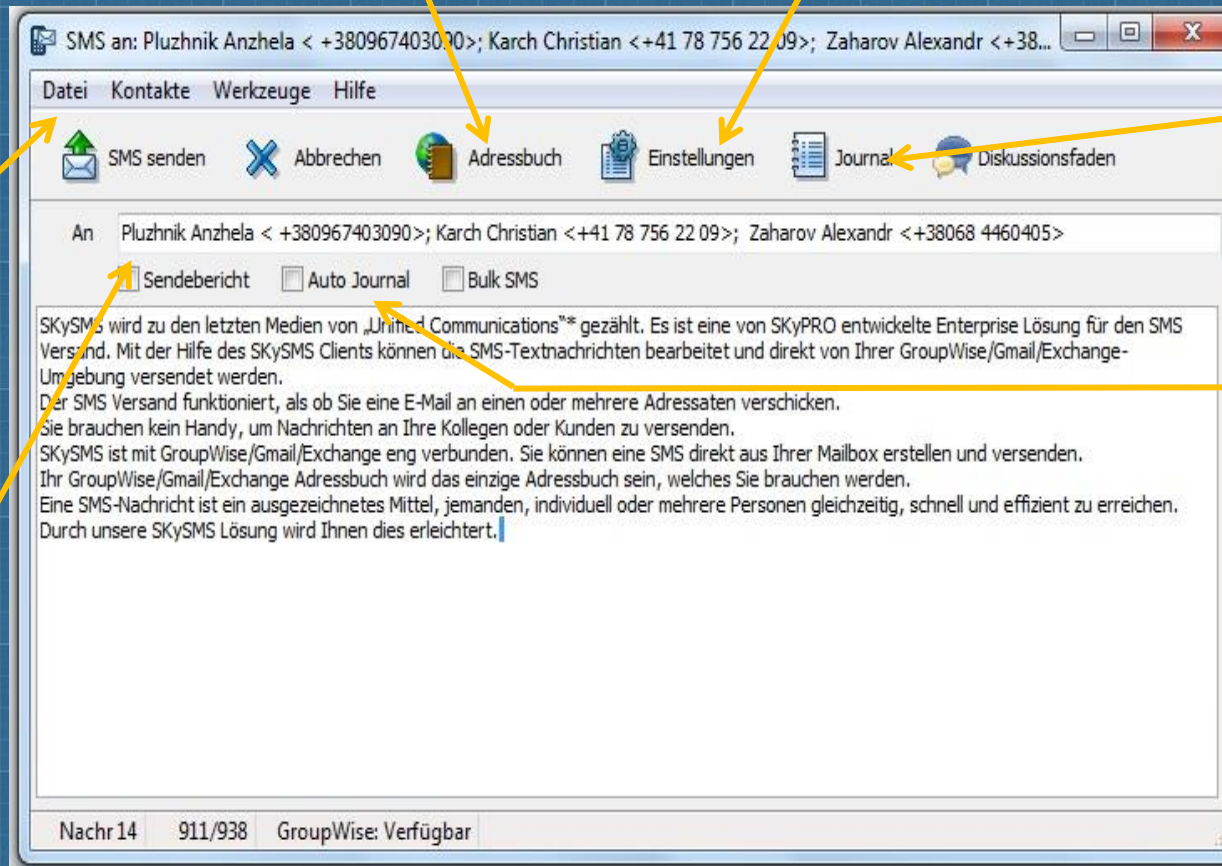 SMS an: Pluzhnik Anzhela < +380967403090>; Karch Christian <+41 78 756 22 09>; Zaharov Alexandr <+38...
Datei Kontakte Werkzeuge Hilfe
SMS senden Abbrechen Adressbuch Einstellungen Journal Diskussionsfaden
An Pluzhnik Anzhela < +380967403090>; Karch Christian <+41 78 756 22 09>; Zaharov Alexandr <+38068 4460405>
Sendebericht Auto Journal Bulk SMS
SKySMS wird zu den letzten Medien von „Unified Communications"* gezählt. Es ist eine von SKyPRO entwickelte Enterprise Lösung für den SMS
Versand. Mit der Hilfe des SKySMS Clients können die SMS-Textnachrichten bearbeitet und direkt von Ihrer GroupWise/Gmail/Exchange-
Umgebung versendet werden.
Der SMS Versand funktioniert, als ob Sie eine E-Mail an einen oder mehrere Adressaten verschicken.
Sie brauchen kein Handy, um Nachrichten an Ihre Kollegen oder Kunden zu versenden.
SKySMS ist mit GroupWise/Gmail/Exchange eng verbunden. Sie können eine SMS direkt aus Ihrer Mailbox erstellen und versenden.
Ihr GroupWise/Gmail/Exchange Adressbuch wird das einzige Adressbuch sein, welches Sie brauchen werden.
Eine SMS-Nachricht ist ein ausgezeichnetes Mittel, jemanden, individuell oder mehrere Personen gleichzeitig, schnell und effizient zu erreichen.
Durch unsere SKySMS Lösung wird Ihnen dies erleichtert.
Nachr 14 911/938 GroupWise: Verfügbar